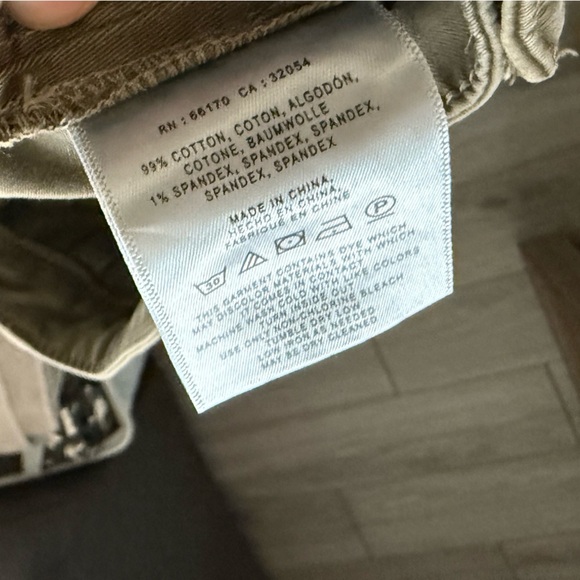 RN : 66170 CA : 32054
99% COTTON, COTON, ALGODÓN,
COTONE, BAUMWOLLE
1% SPANDEX, SPANDEX, SPANDEX,
SPANDEX, SPANDEX
MADE IN CHINA,
HECHO EN CHINA,
FABRIQUÉ EN CHINE
30 P
THIS GARMENT CONTAINS DYE WHICH
MAY DISCOLOR MATERIALS WITH WHICH
IN CONTACT
MACHINE WASH COLD WITH LIKE COLORS
TURN INSIDE OUT
USE ONLY NON-CHLORINE BLEACH
TUMBLE DRY LOW
LOW IRON AS NEEDED
MAY BE DRY CLEANED